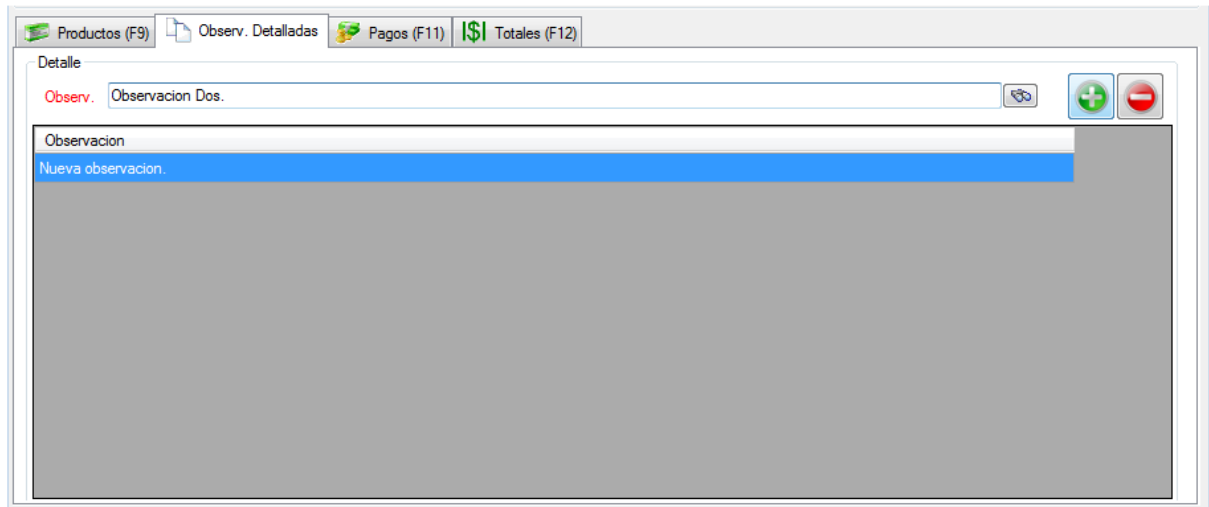 Productos (F9) Observ. Detalladas Pagos (F11) |$| Totales (F12)
Detalle
Observ. Observacion Dos.
Observacion
Nueva observacion.